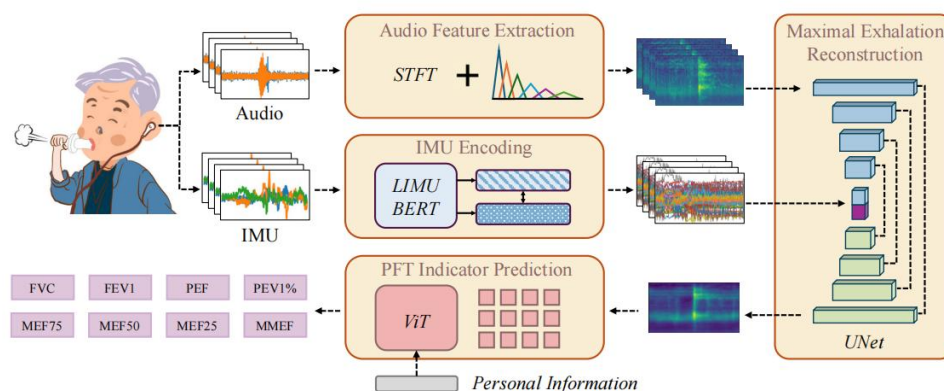 Audio
IMU
Audio Feature Extraction
STFT
+
IMU Encoding
LIMU
BERT
Maximal Exhalation
Reconstruction
UNet
PFT Indicator Prediction
ViT
Personal Information
FVC
FEV1
PEF
PEV1%
MEF75
MEF50
MEF25
MMEF